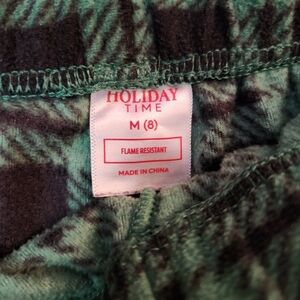 HOLIDAY
TIME
M (8)
FLAME RESISTANT
MADE IN CHINA